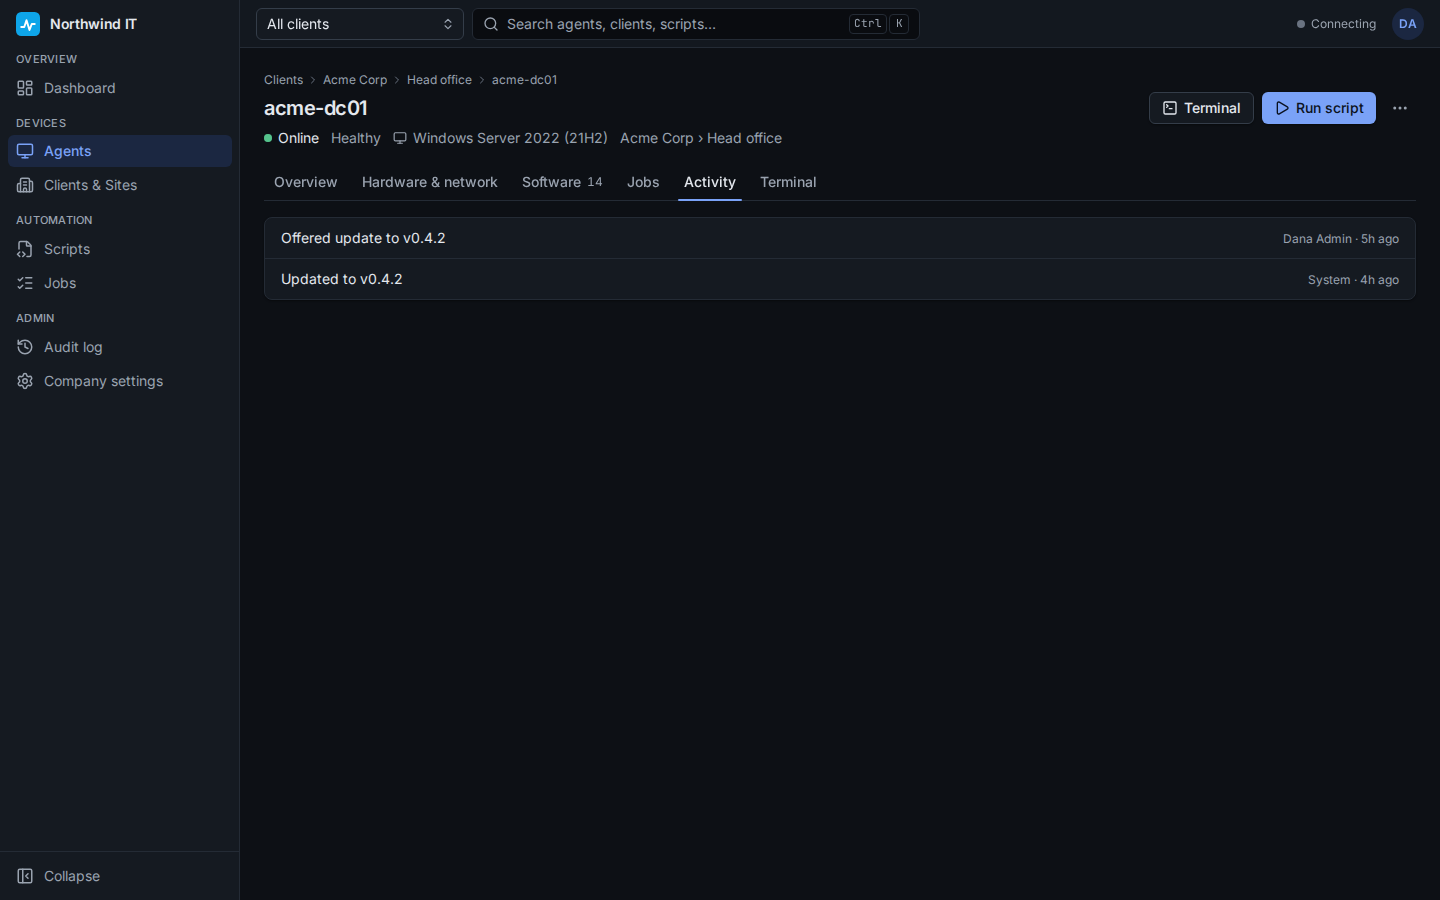 Northwind IT
All clients
Search agents, clients, scripts...
Ctrl K
Connecting
DA
OVERVIEW
Dashboard
DEVICES
Agents
Clients & Sites
AUTOMATION
Scripts
Jobs
ADMIN
Audit log
Company settings
Collapse
Clients > Acme Corp > Head office > acme-dc01
acme-dc01
Terminal
Run script
Online Healthy Windows Server 2022 (21H2) Acme Corp › Head office
Overview Hardware & network Software 14 Jobs Activity Terminal
Offered update to v0.4.2 Dana Admin · 5h ago
Updated to v0.4.2 System · 4h ago